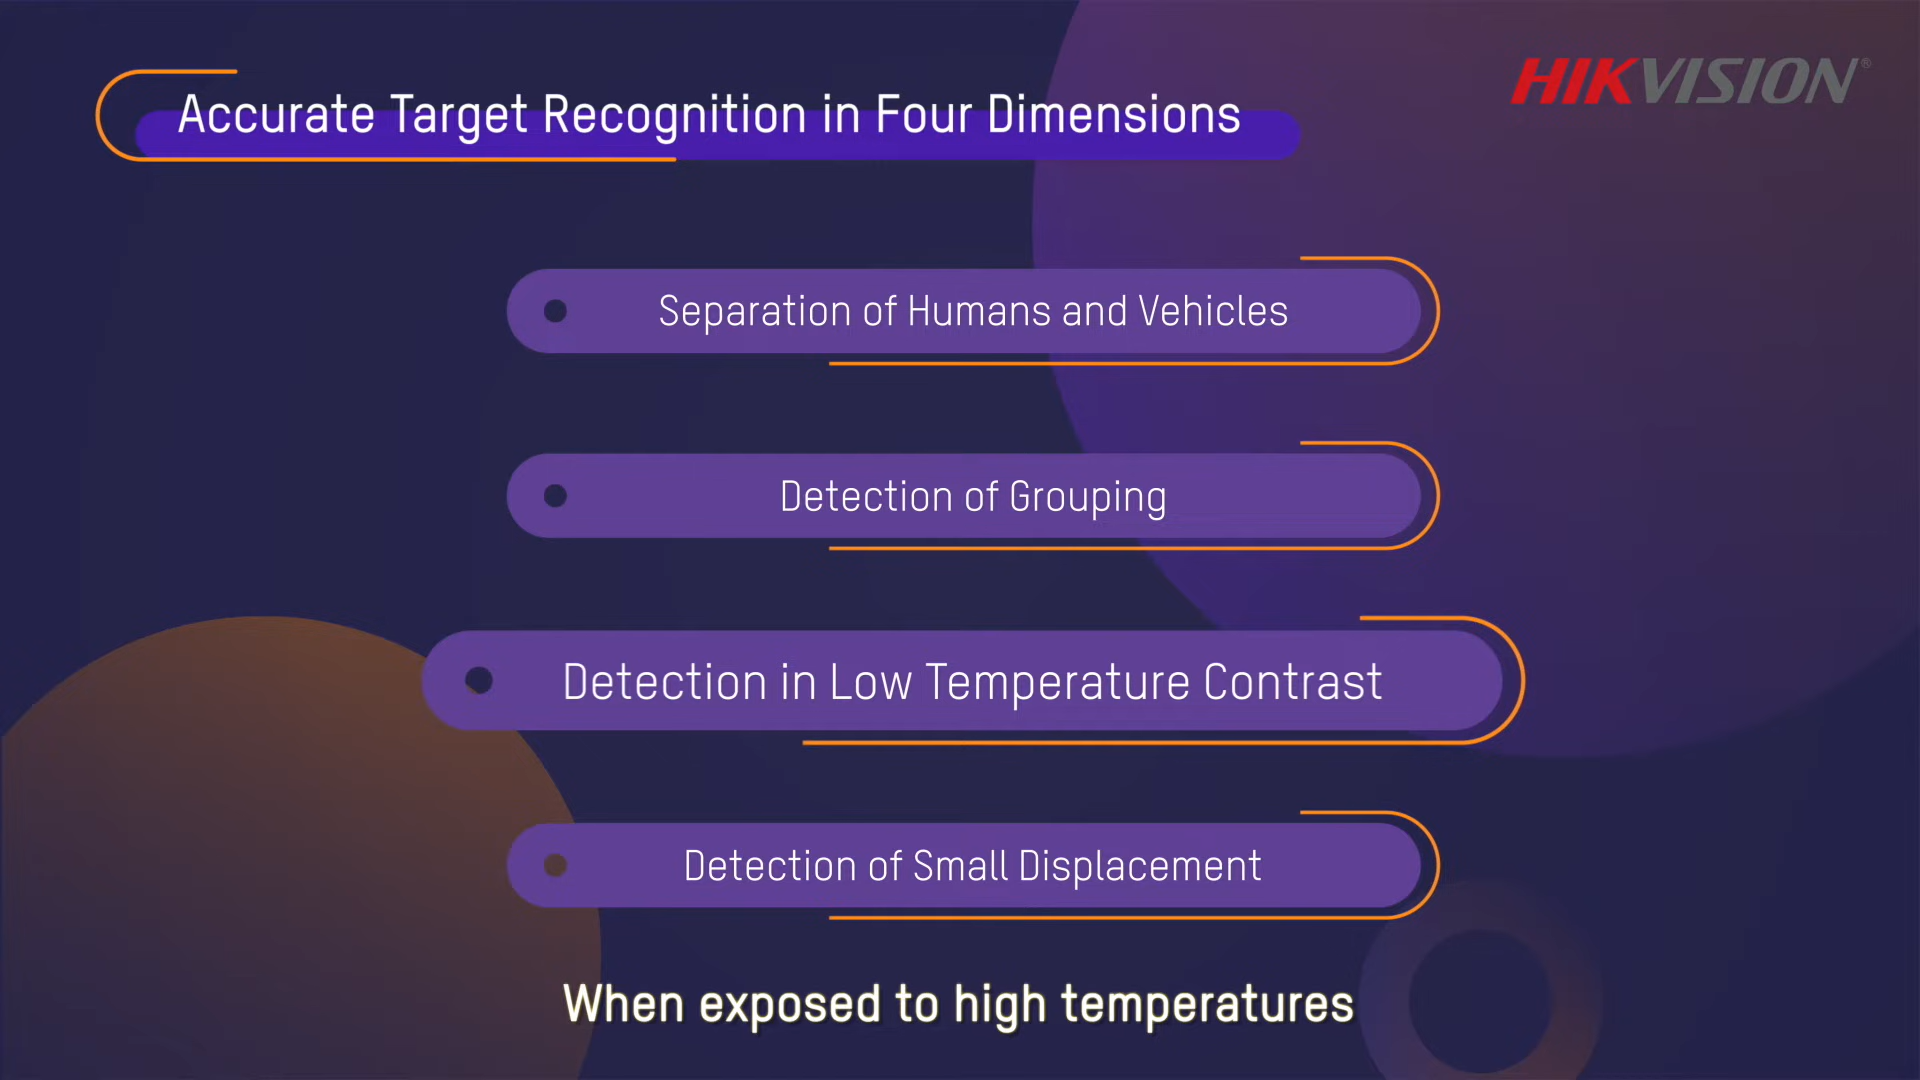 Accurate Target Recognition in Four Dimensions
HIKVISION®
Separation of Humans and Vehicles
Detection of Grouping
Detection in Low Temperature Contrast
Detection of Small Displacement
When exposed to high temperatures